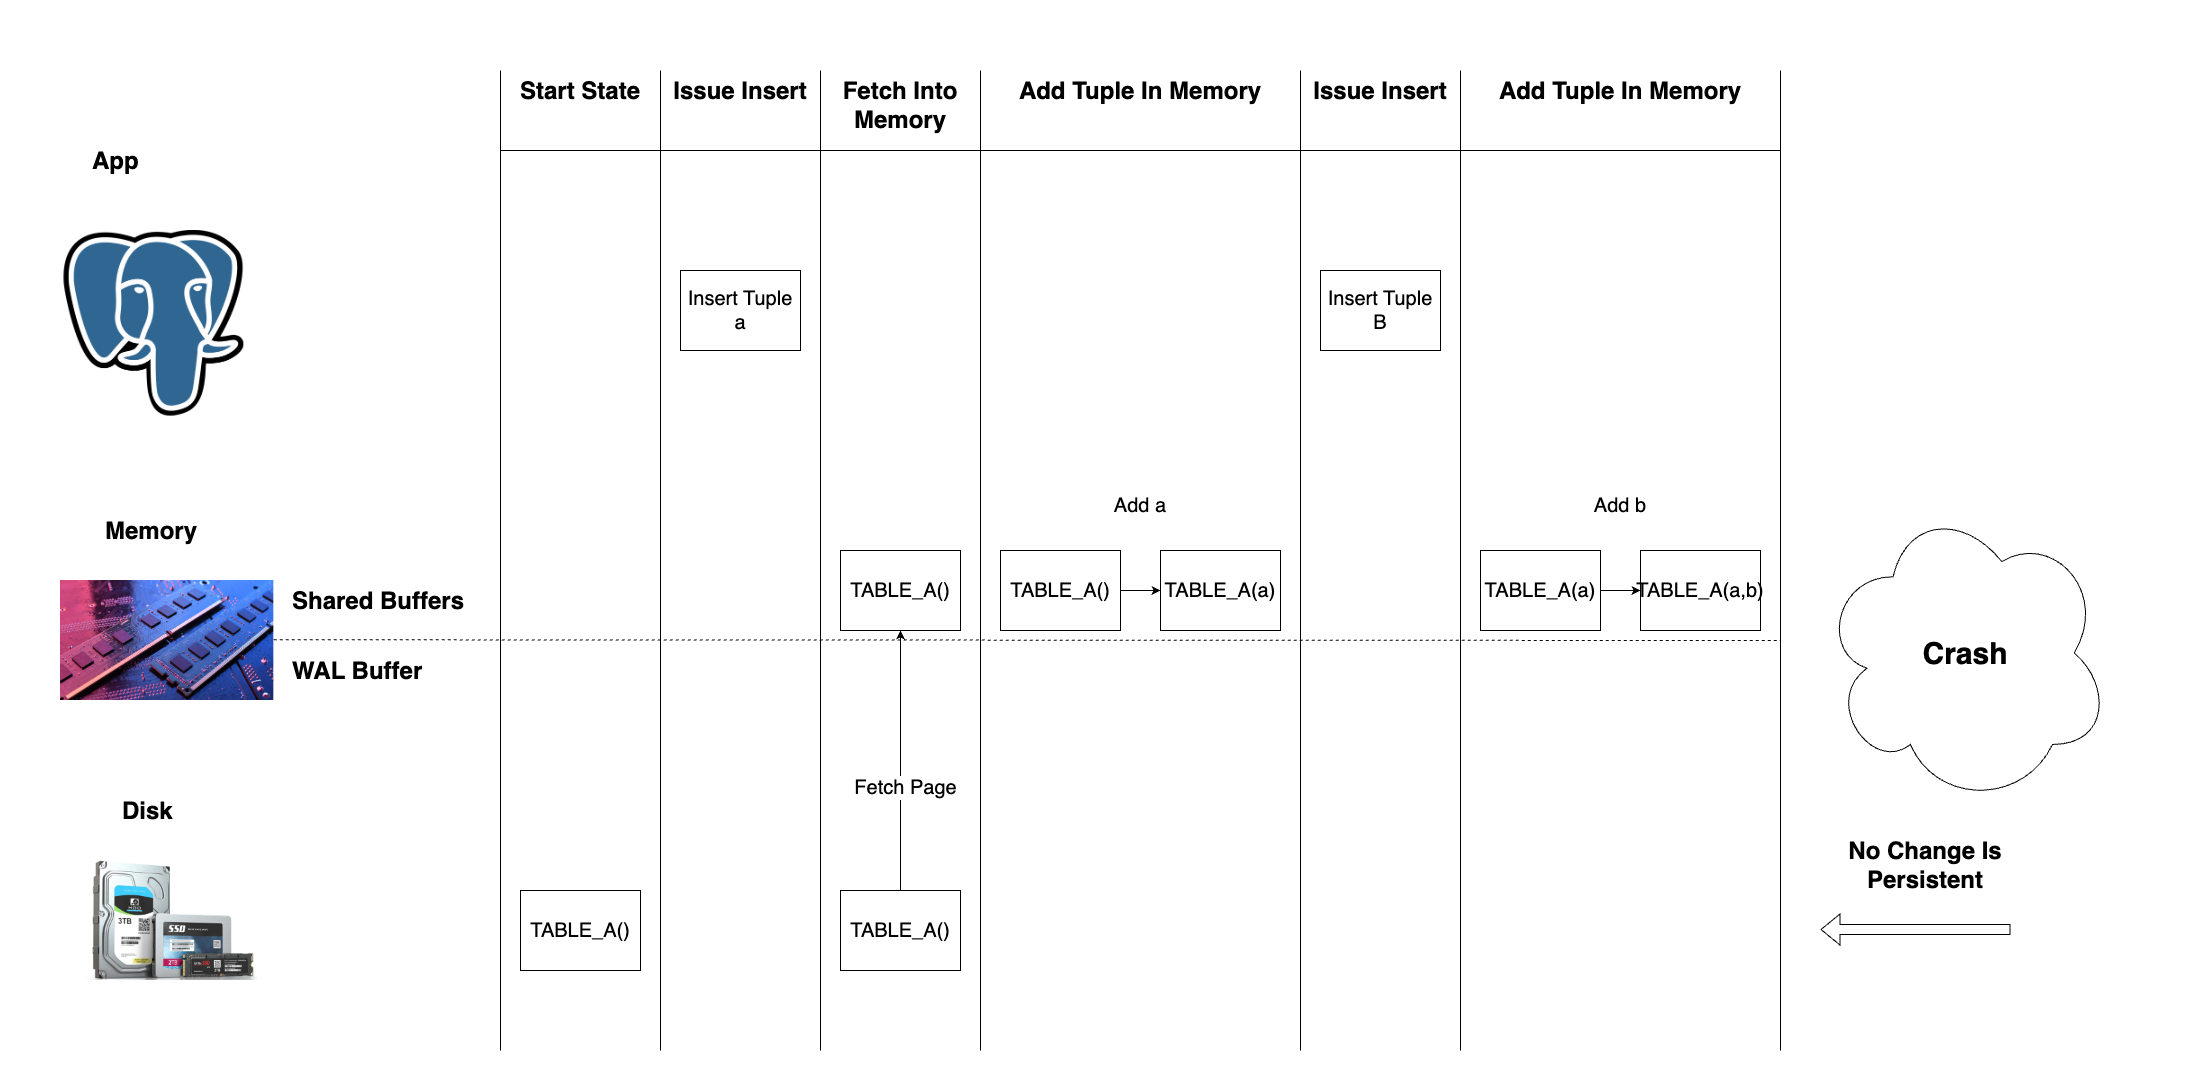 Start State
Issue Insert
Fetch Into
Memory
Add Tuple In Memory
Issue Insert
Add Tuple In Memory
App
Insert Tuple
a
Insert Tuple
B
Memory
Add a
Add b
Shared Buffers
TABLE_A()
TABLE_A()
TABLE_A(a)
TABLE_A(a)
TABLE_A(a,b)
WAL Buffer
Crash
Fetch Page
Disk
No Change Is
Persistent
3TB
SSD
2TB
TABLE_A()
TABLE_A()